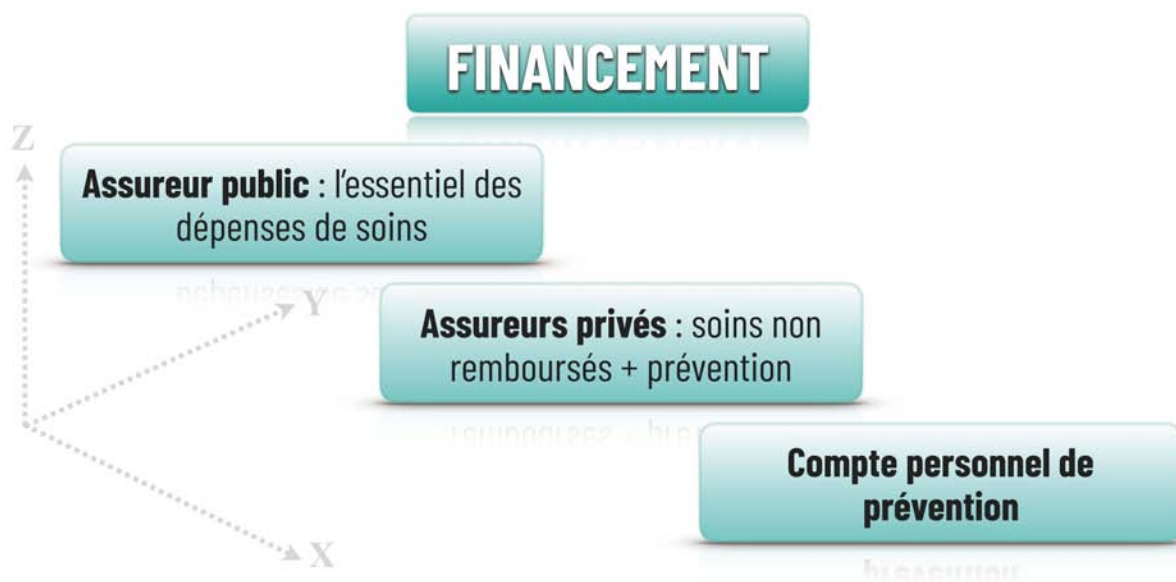 FINANCEMENT
Z
Assureur public : l’essentiel des
dépenses de soins
Y
Assureurs privés : soins non
remboursés + prévention
Compte personnel de
prévention
X